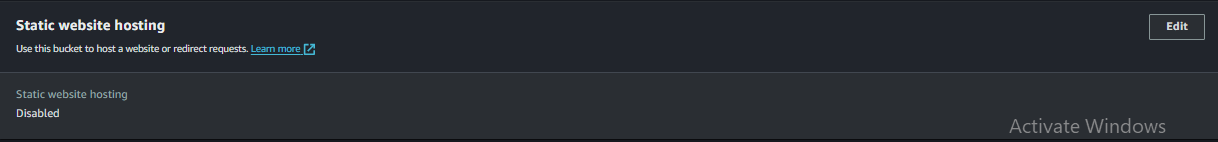 Static website hosting
Edit
Use this bucket to host a website or redirect requests. Learn more
Static website hosting
Disabled
Activate Windows